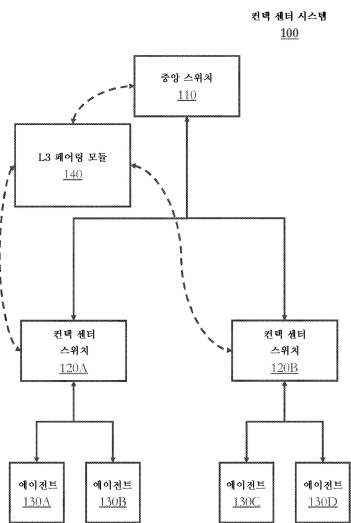 컨택 센터 시스템
100
중앙 스위치
110
L3 페어링 모듈
140
컨택 센터
스위치
120A
컨택 센터
스위치
120B
에이전트
130A
에이전트
130B
에이전트
130C
에이전트
130D